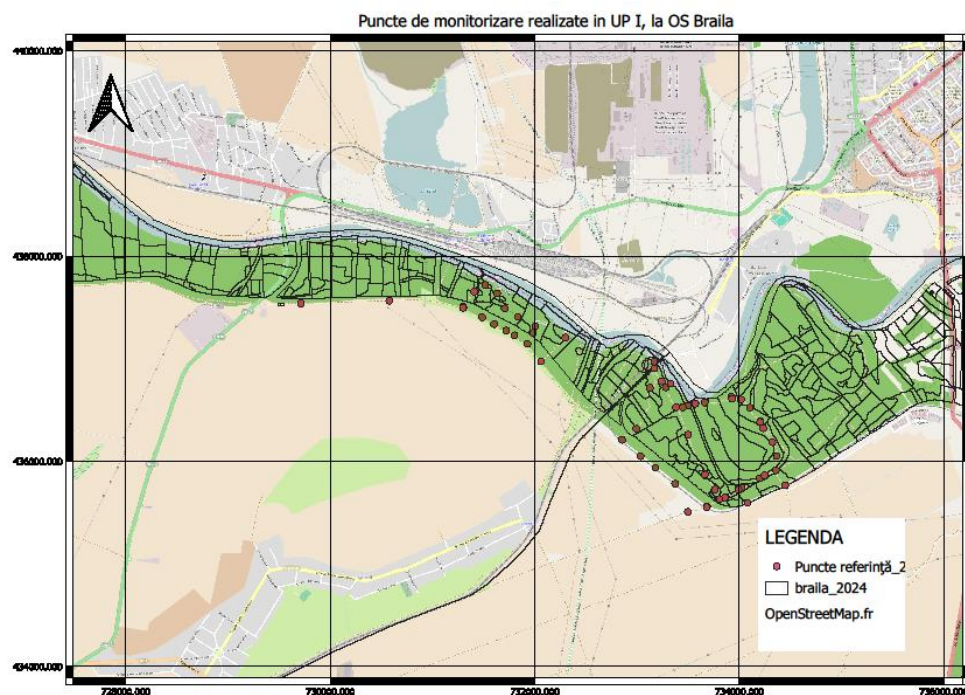 Puncte de monitorizare realizate in UP I, la OS Braila
440000.000
438000.000
436000.000
LEGENDA
Puncte referință_2
braila_2024
OpenStreetMap.fr
434000.000
728000.000 730000.000 732000.000 734000.000 736000.000